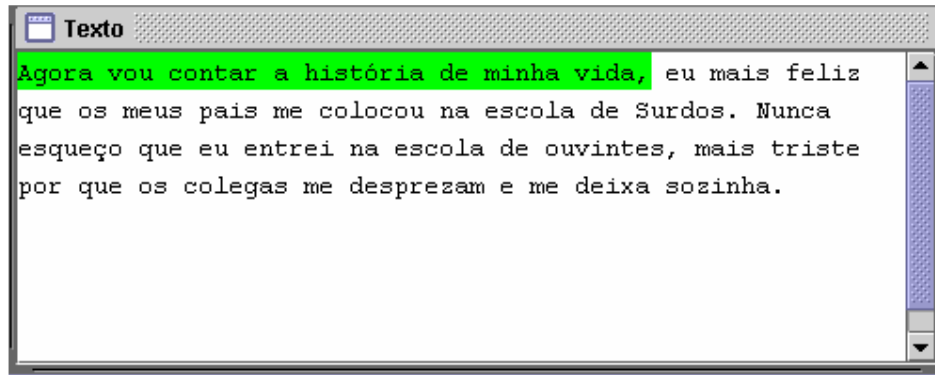 Texto
Agora vou contar a história de minha vida, eu mais feliz
que os meus pais me colocou na escola de Surdos. Nunca
esqueço que eu entrei na escola de ouvintes, mais triste
por que os colegas me desprezam e me deixa sozinha.